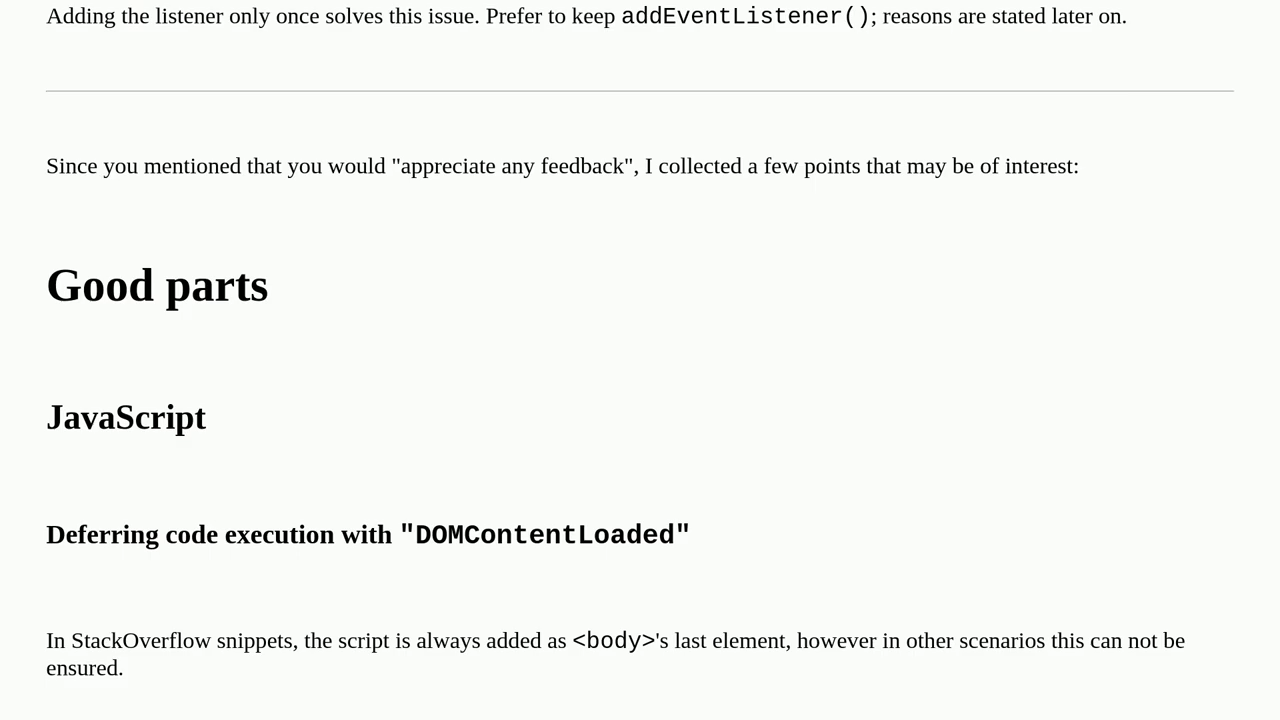 Adding the listener only once solves this issue. Prefer to keep addEventListener(); reasons are stated later on.
Since you mentioned that you would "appreciate any feedback", I collected a few points that may be of interest:
Good parts
JavaScript
Deferring code execution with "DOMContentLoaded"
In StackOverflow snippets, the script is always added as <body>'s last element, however in other scenarios this can not be
ensured.